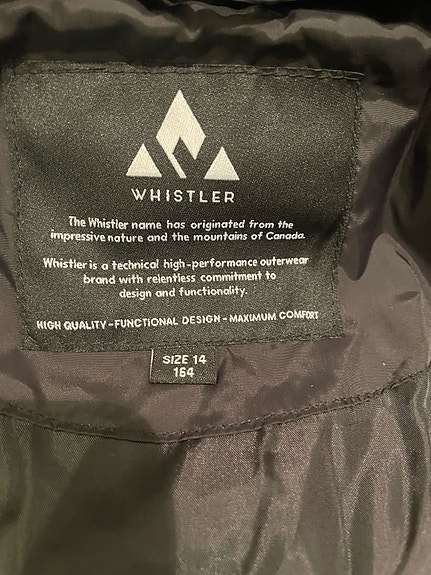 WHISTLER
The Whistler name has originated from the
impressive nature and the mountains of Canada.
Whistler is a technical high-performance outerwear
brand with relentless commitment to
design and functionality.
HIGH QUALITY - FUNCTIONAL DESIGN - MAXIMUM COMFORT
SIZE 14
164